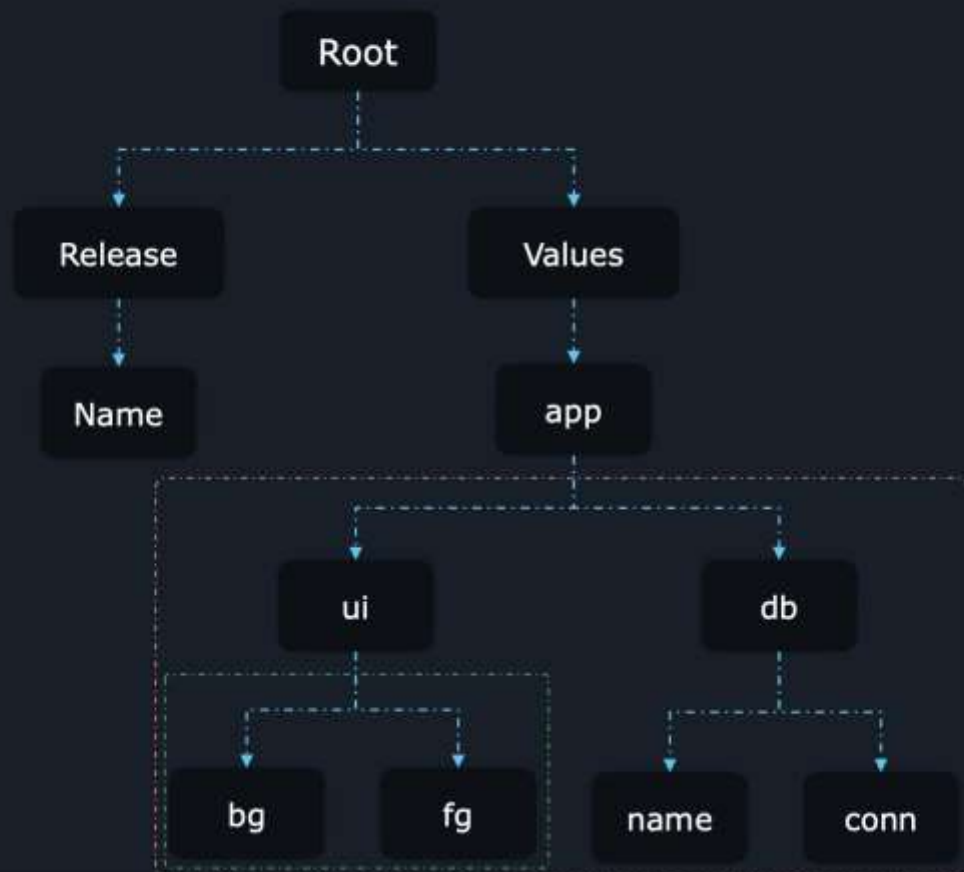 Root
Release
Values
Name
app
ui
db
bg
fg
name
conn